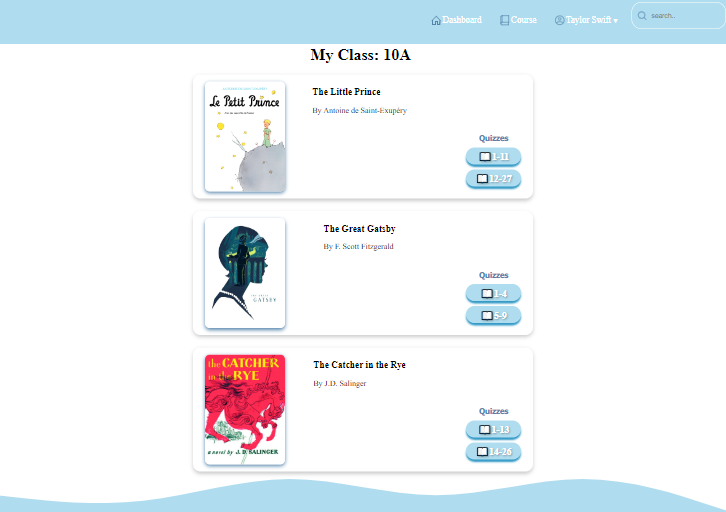 Dashboard
Course
Taylor Swift ▾
search..
My Class: 10A
Le Petit Prince
The Little Prince
By Antoine de Saint-Exupéry
Quizzes
1-11
12-27
GATSBY
The Great Gatsby
By F. Scott Fitzgerald
Quizzes
1-4
5-9
the CATCHER
in the RYE
a novel by J. D. SALINGER
The Catcher in the Rye
By J.D. Salinger
Quizzes
1-13
14-26